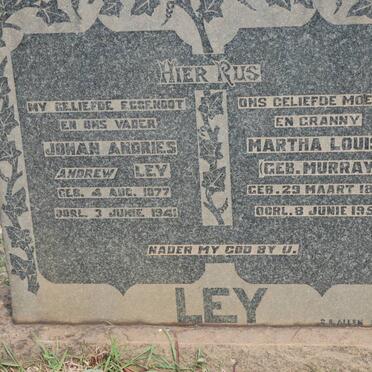 HIER RUS
MY GELIEFDE EGGENOOT
EN ONS VADER
JOHAN ANDRIES
ANDREW LEY
GEB. 4 AUG. 1877
OORL. 3 JUNIE. 1941
ONS GELIEFDE MOE
EN GRANNY
MARTHA LOUIS
(GEB. MURRAY
GEB. 29 MAART 18
OORL. 8 JUNIE 195
NADER MY GOD BY U.
LEY
ALLEN